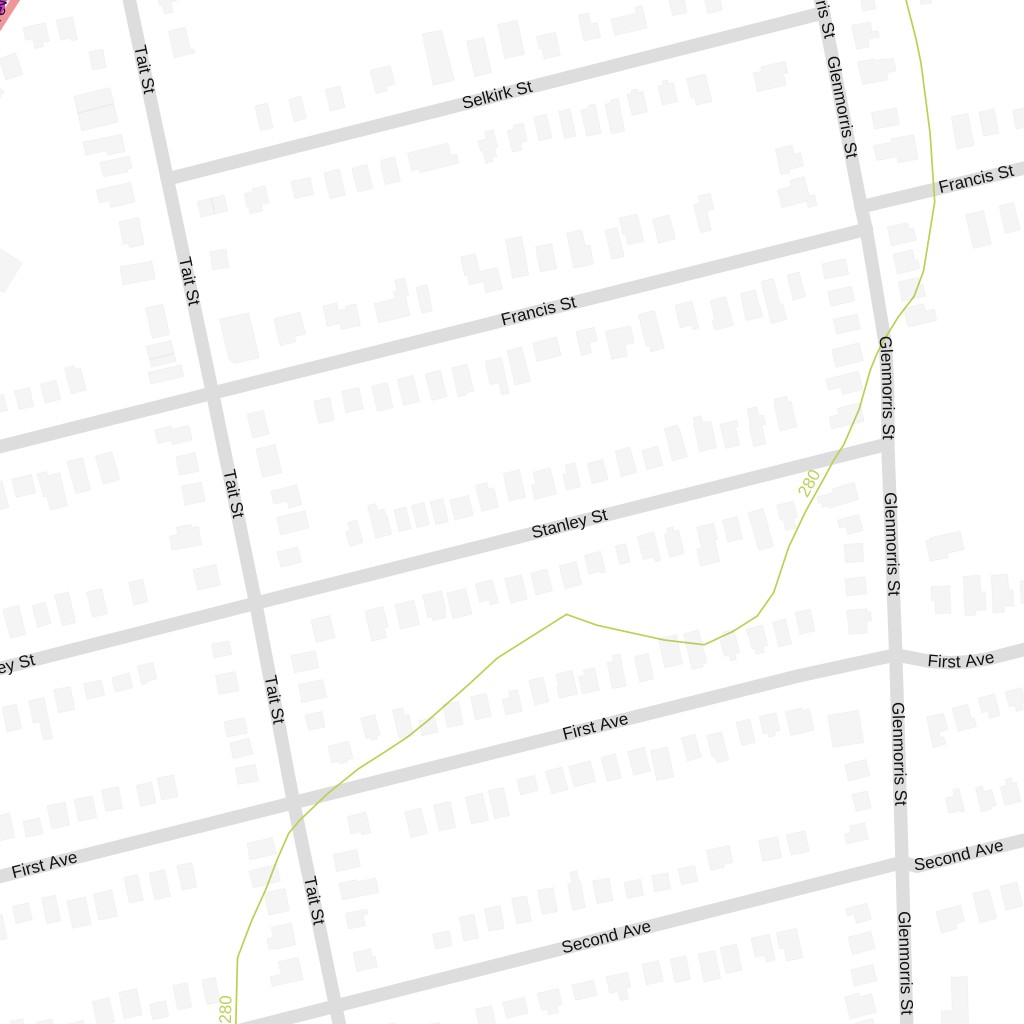 ris St
Tait St
Glenmorris St
Selkirk St
Francis St
Tait St
Francis St
Glenmorris St
280
Tait St
Stanley St
Glenmorris St
ey St
First Ave
Tait St
First Ave
Glenmorris St
First Ave
Second Ave
Tait St
Second Ave
Glenmorris St
280